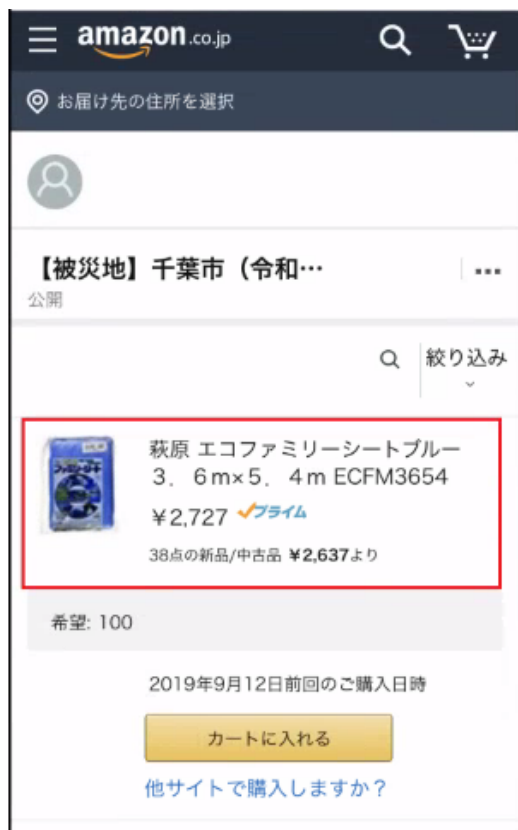 amazon.co.jp
お届け先の住所を選択
【被災地】千葉市（令和…
公開
絞り込み
萩原 エコファミリーシートブルー
３．６m×５．４m ECFM3654
￥2,727 プライム
38点の新品/中古品 ￥2,637より
希望: 100
2019年9月12日前回のご購入日時
カートに入れる
他サイトで購入しますか？